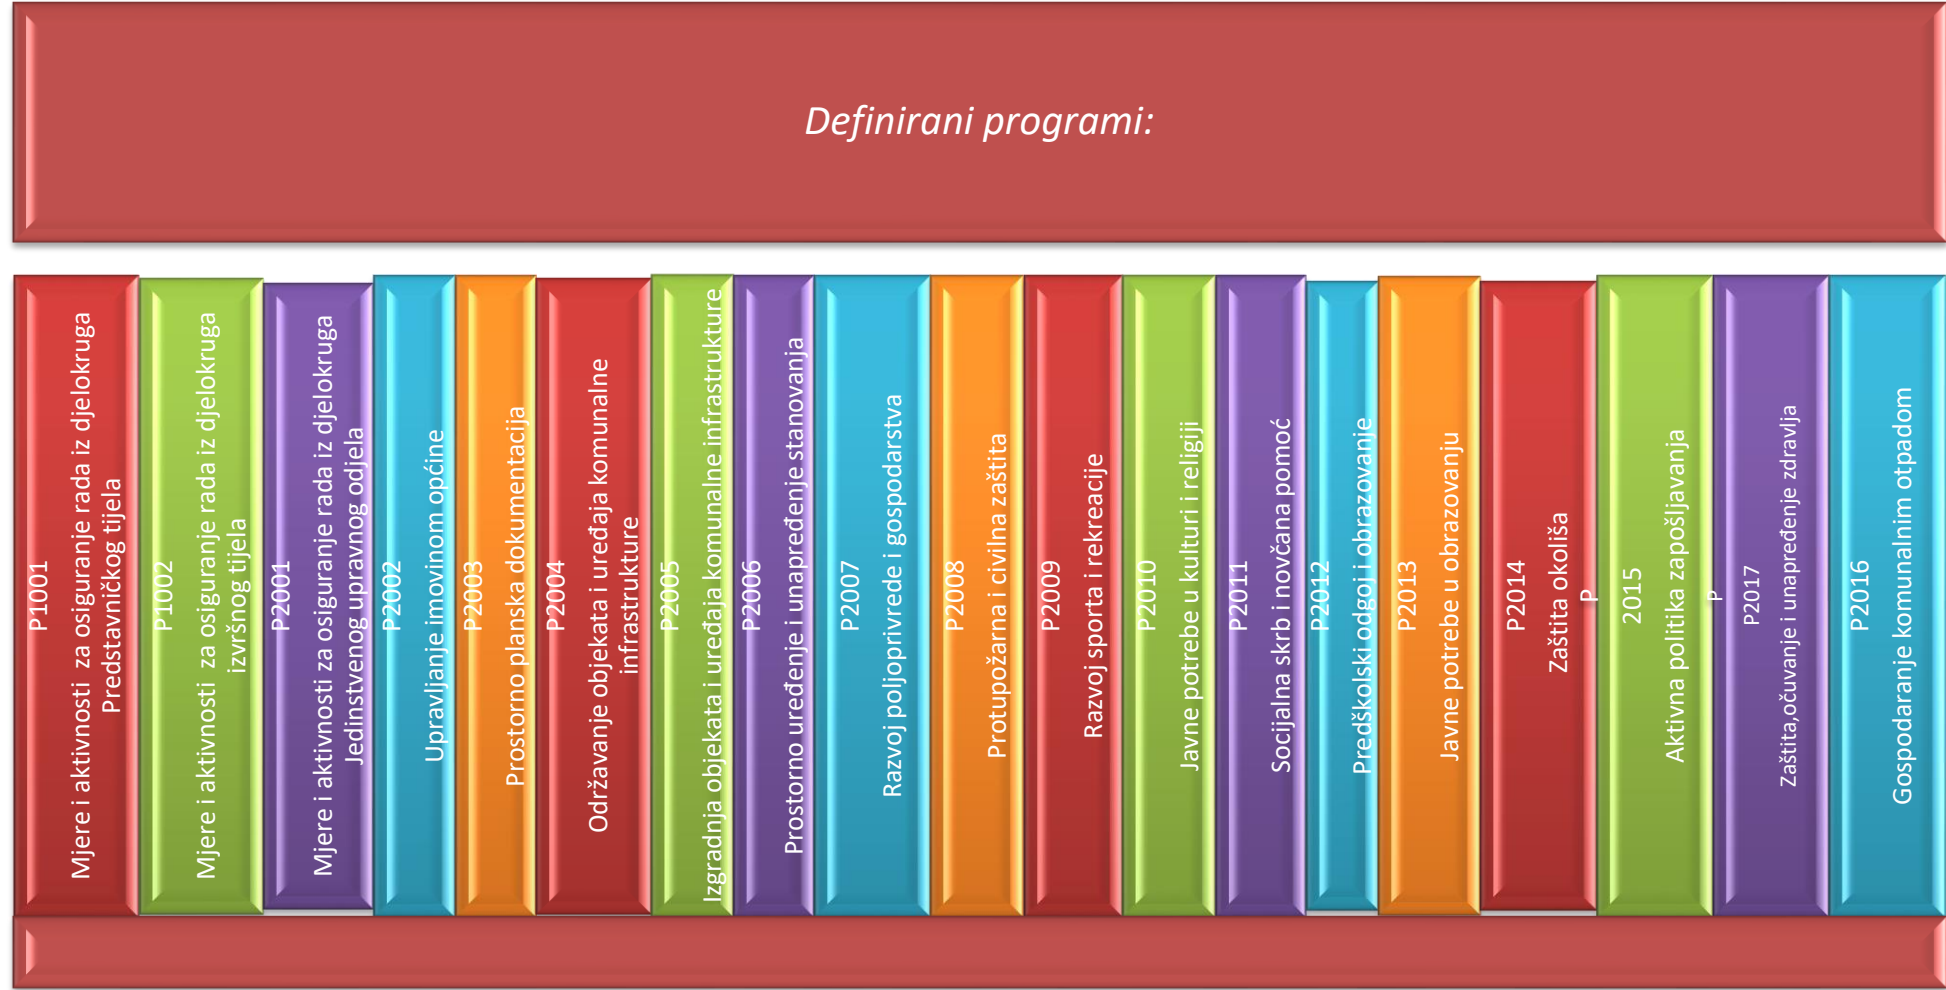 Definirani programi:
P1001
Mjere i aktivnosti  za osiguranje rada iz djelokruga
Predstavničkog tijela
P1002
Mjere i aktivnosti  za osiguranje rada iz djelokruga
izvršnog tijela
P2001
Mjere i aktivnosti za osiguranje rada iz djelokruga
Jedinstvenog upravnog odjela
P2002
Upravljanje imovinom općine
P2003
Prostorno planska dokumentacija
P2004
Održavanje objekata i uređaja komunalne
infrastrukture
P2005
Izgradnja objekata i uređaja komunalne infrastrukture
P2006
Prostorno uređenje i unapređenje stanovanja
P2007
Razvoj poljoprivrede i gospodarstva
P2008
Protupožarna i civilna zaštita
P2009
Razvoj sporta i rekreacije
P2010
Javne potrebe u kulturi i religiji
P2011
Socijalna skrb i novčana pomoć
P2012
Predškolski odgoj i obrazovanje
P2013
Javne potrebe u obrazovanju
P2014
Zaštita okoliša
P
2015
Aktivna politika zapošljavanja
P
P2017
Zaštita,očuvanje i unapređenje zdravlja
P2016
Gospodaranje komunalnim otpadom